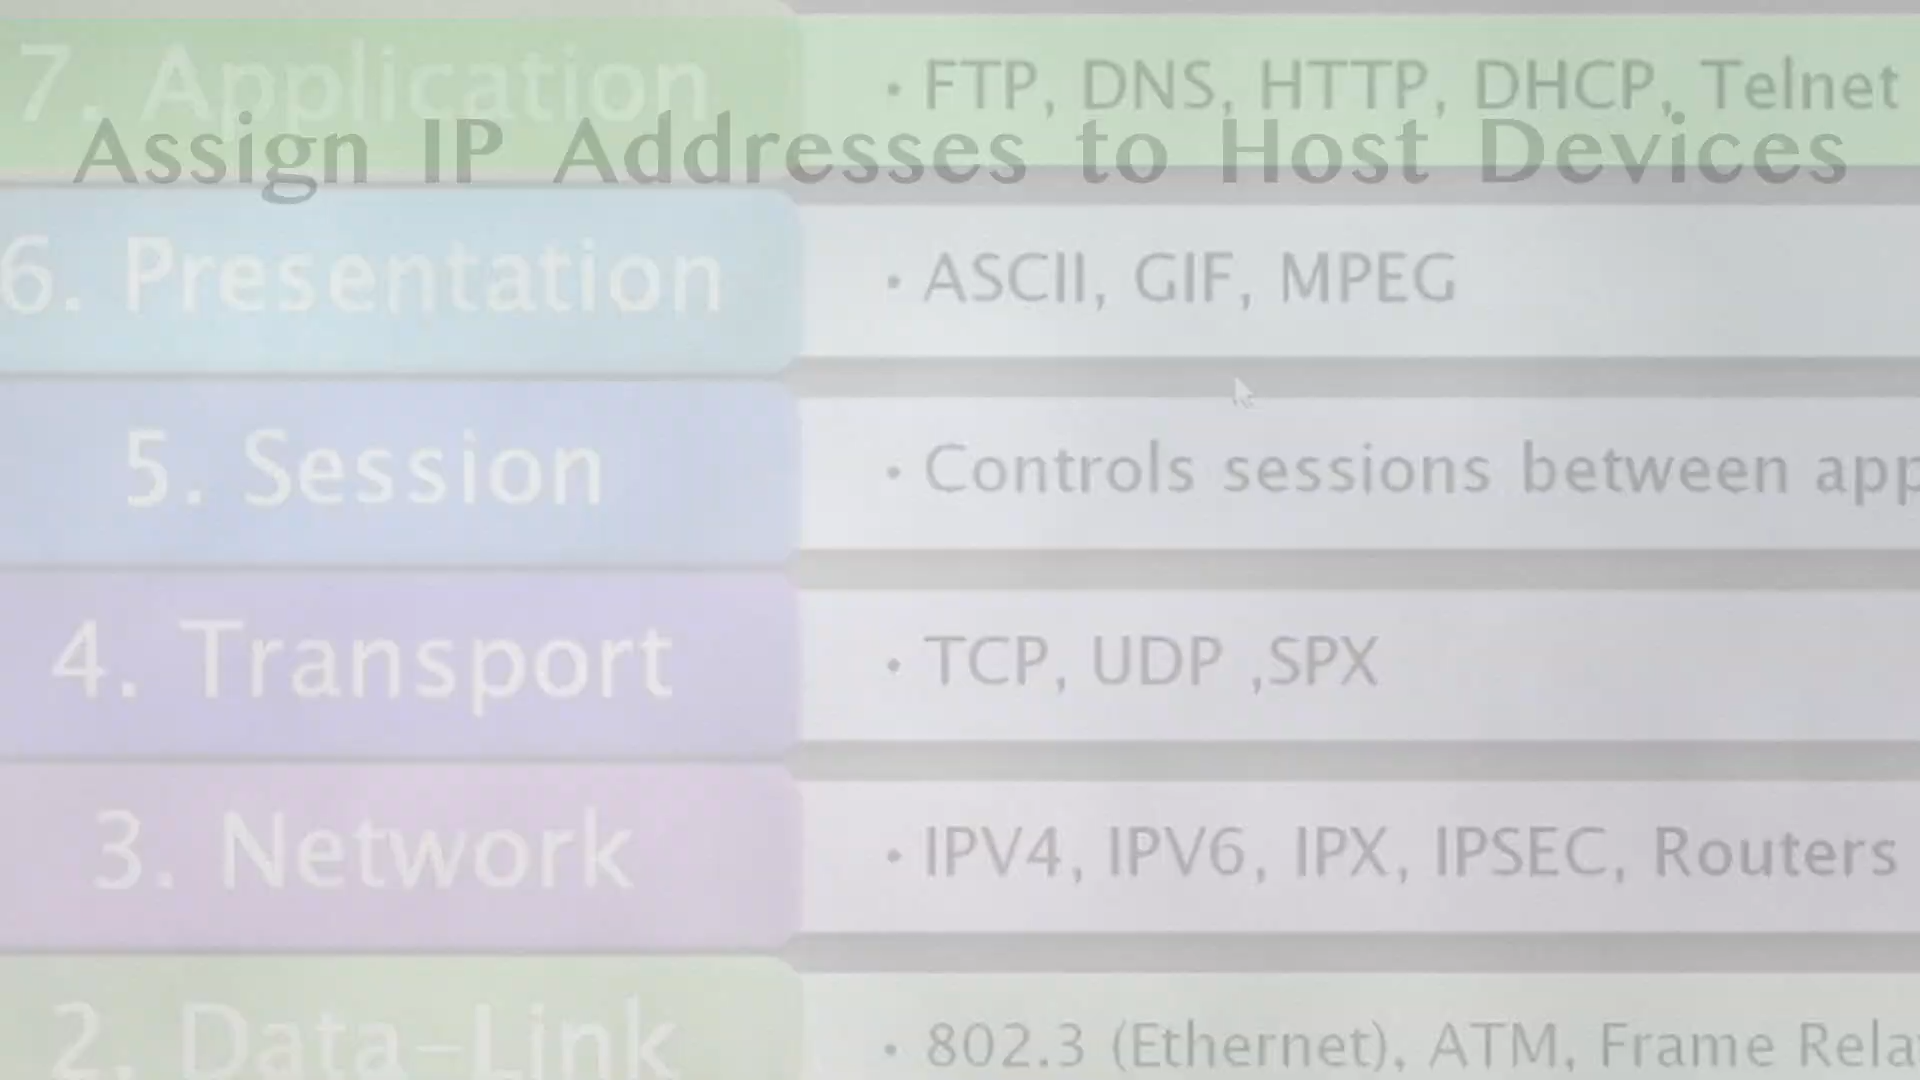 7. Application
• FTP, DNS, HTTP, DHCP, Telnet
Assign IP Addresses to Host Devices
6. Presentation
• ASCII, GIF, MPEG
5. Session
• Controls sessions between app
4. Transport
• TCP, UDP ,SPX
3. Network
• IPV4, IPV6, IPX, IPSEC, Routers
2. Data-Link
• 802.3 (Ethernet), ATM, Frame Rela